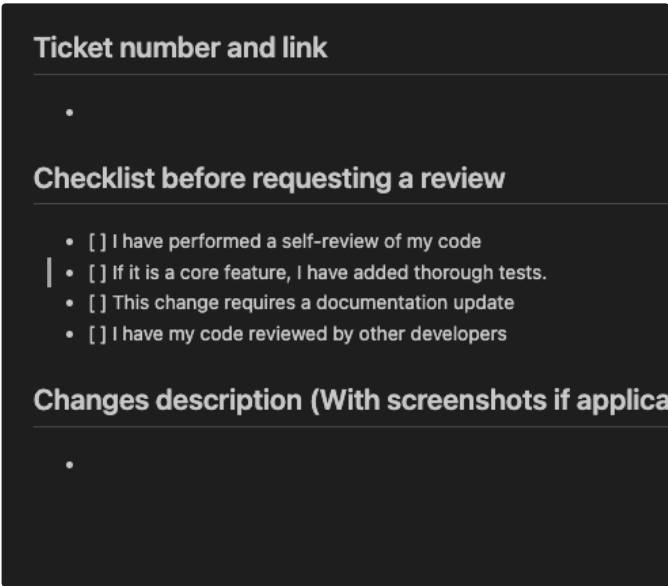 Ticket number and link
•
Checklist before requesting a review
• [ ] I have performed a self-review of my code
• [ ] If it is a core feature, I have added thorough tests.
• [ ] This change requires a documentation update
• [ ] I have my code reviewed by other developers
Changes description (With screenshots if applica
•